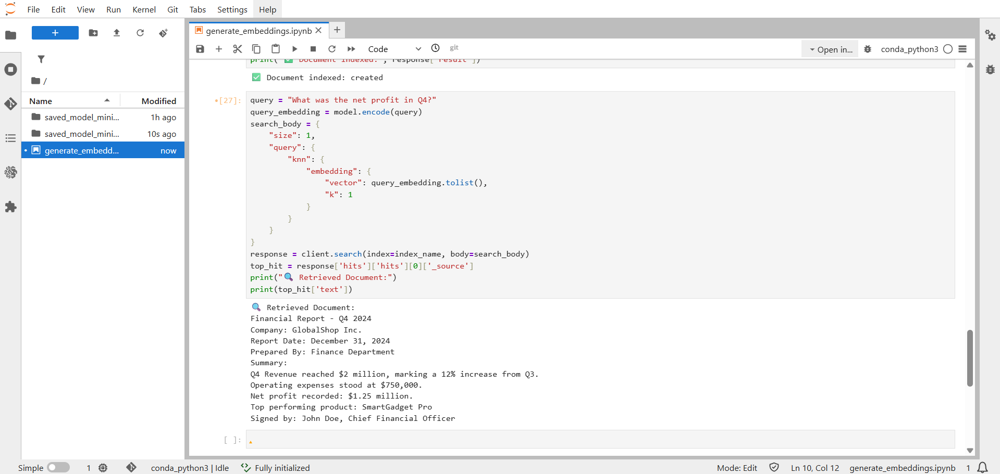 File Edit View Run Kernel Git Tabs Settings Help
generate_embeddings.ipynb
Code
git
Open in...
conda_python3
/
Name Modified
saved_model_mini... 1h ago
saved_model_mini... 10s ago
generate_embedd... now
print("✅ Document indexed:", response['result'])
✅ Document indexed: created
[27]:
query = "What was the net profit in Q4?"
query_embedding = model.encode(query)
search_body = {
    "size": 1,
    "query": {
        "knn": {
            "embedding": {
                "vector": query_embedding.tolist(),
                "k": 1
            }
        }
    }
}
response = client.search(index=index_name, body=search_body)
top_hit = response['hits']['hits'][0]['_source']
print("🔍 Retrieved Document:")
print(top_hit['text'])
🔍 Retrieved Document:
Financial Report - Q4 2024
Company: GlobalShop Inc.
Report Date: December 31, 2024
Prepared By: Finance Department
Summary:
Q4 Revenue reached $2 million, marking a 12% increase from Q3.
Operating expenses stood at $750,000.
Net profit recorded: $1.25 million.
Top performing product: SmartGadget Pro
Signed by: John Doe, Chief Financial Officer
[ ]:
Simple 1 conda_python3 | Idle Fully initialized Mode: Edit Ln 10, Col 12 generate_embeddings.ipynb 1